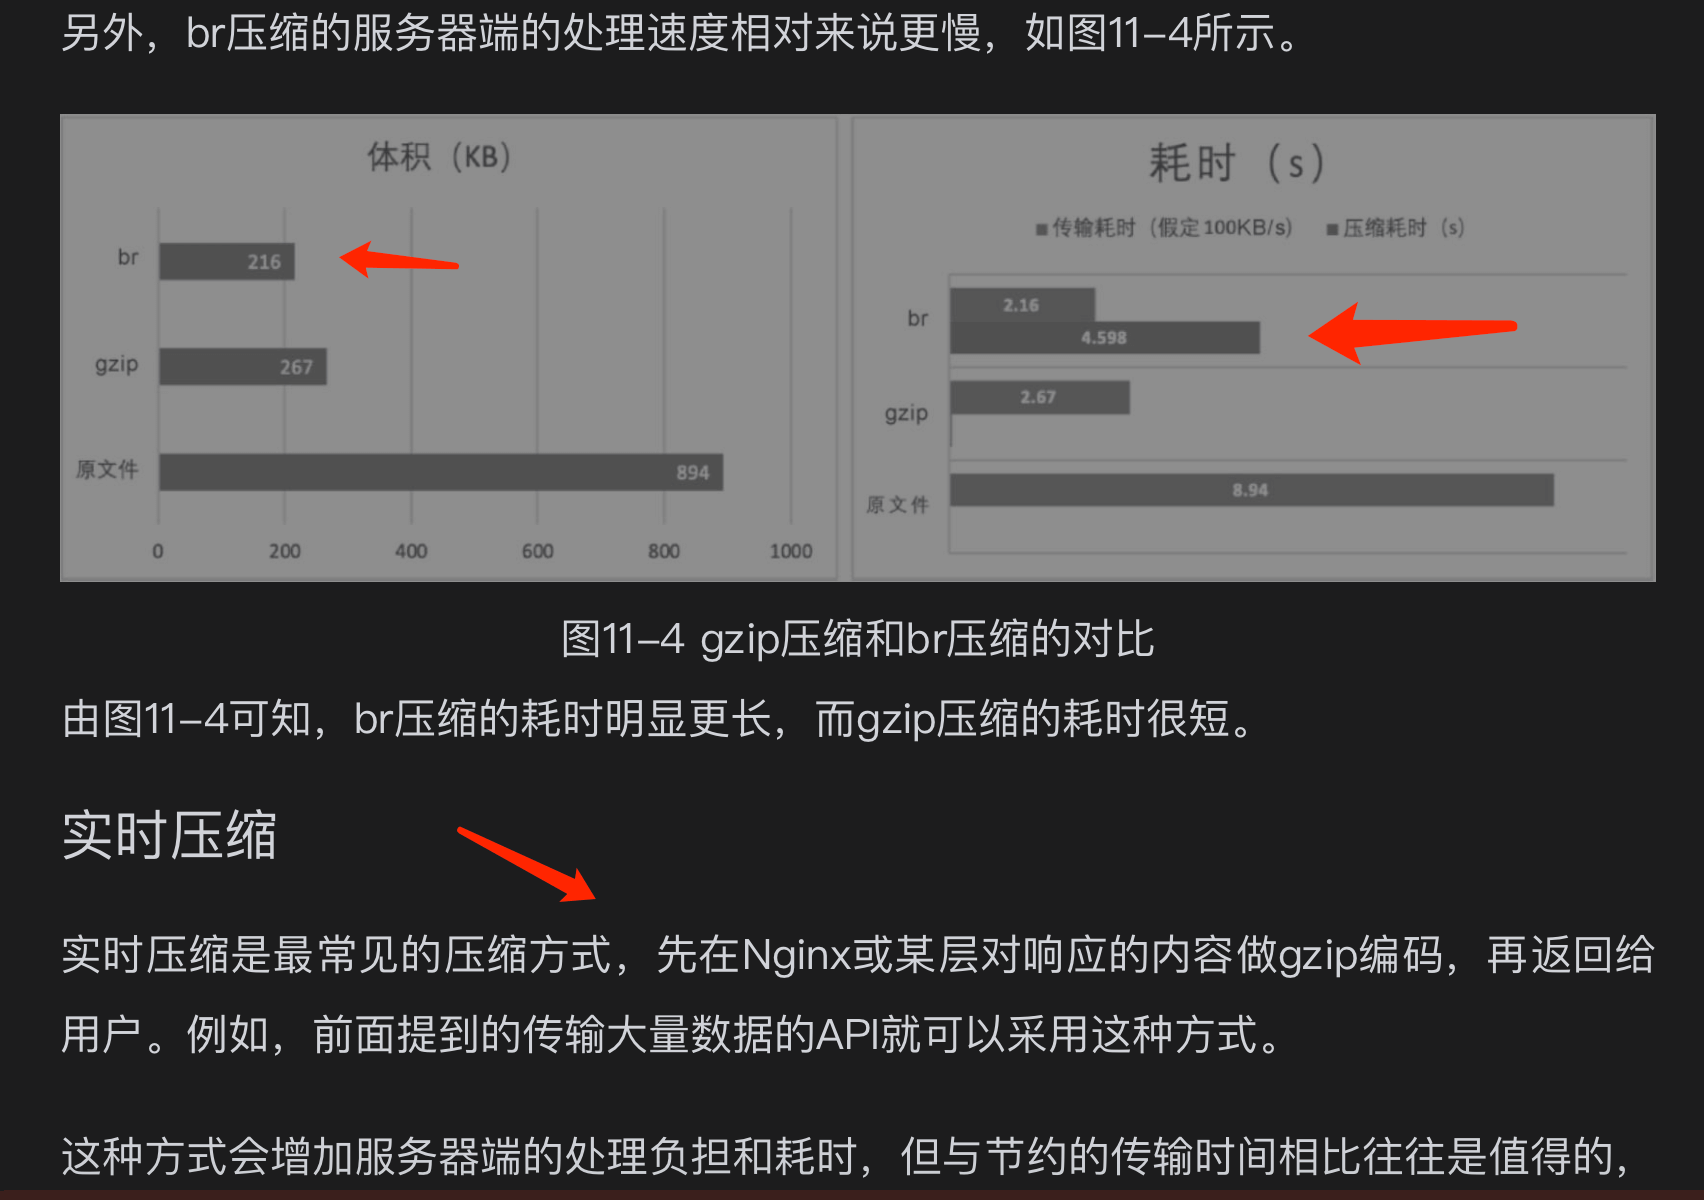 另外，br压缩的服务器端的处理速度相对来说更慢，如图11-4所示。
体积（KB）
br
216
gzip
267
原文件
894
0 200 400 600 800 1000
耗时（s）
■传输耗时（假定100KB/s） ■压缩耗时（s）
br
2.16
4.598
gzip
2.67
原文件
8.94
图11-4 gzip压缩和br压缩的对比
由图11-4可知，br压缩的耗时明显更长，而gzip压缩的耗时很短。
实时压缩
实时压缩是最常见的压缩方式，先在Nginx或某层对响应的内容做gzip编码，再返回给
用户。例如，前面提到的传输大量数据的API就可以采用这种方式。
这种方式会增加服务器端的处理负担和耗时，但与节约的传输时间相比往往是值得的，